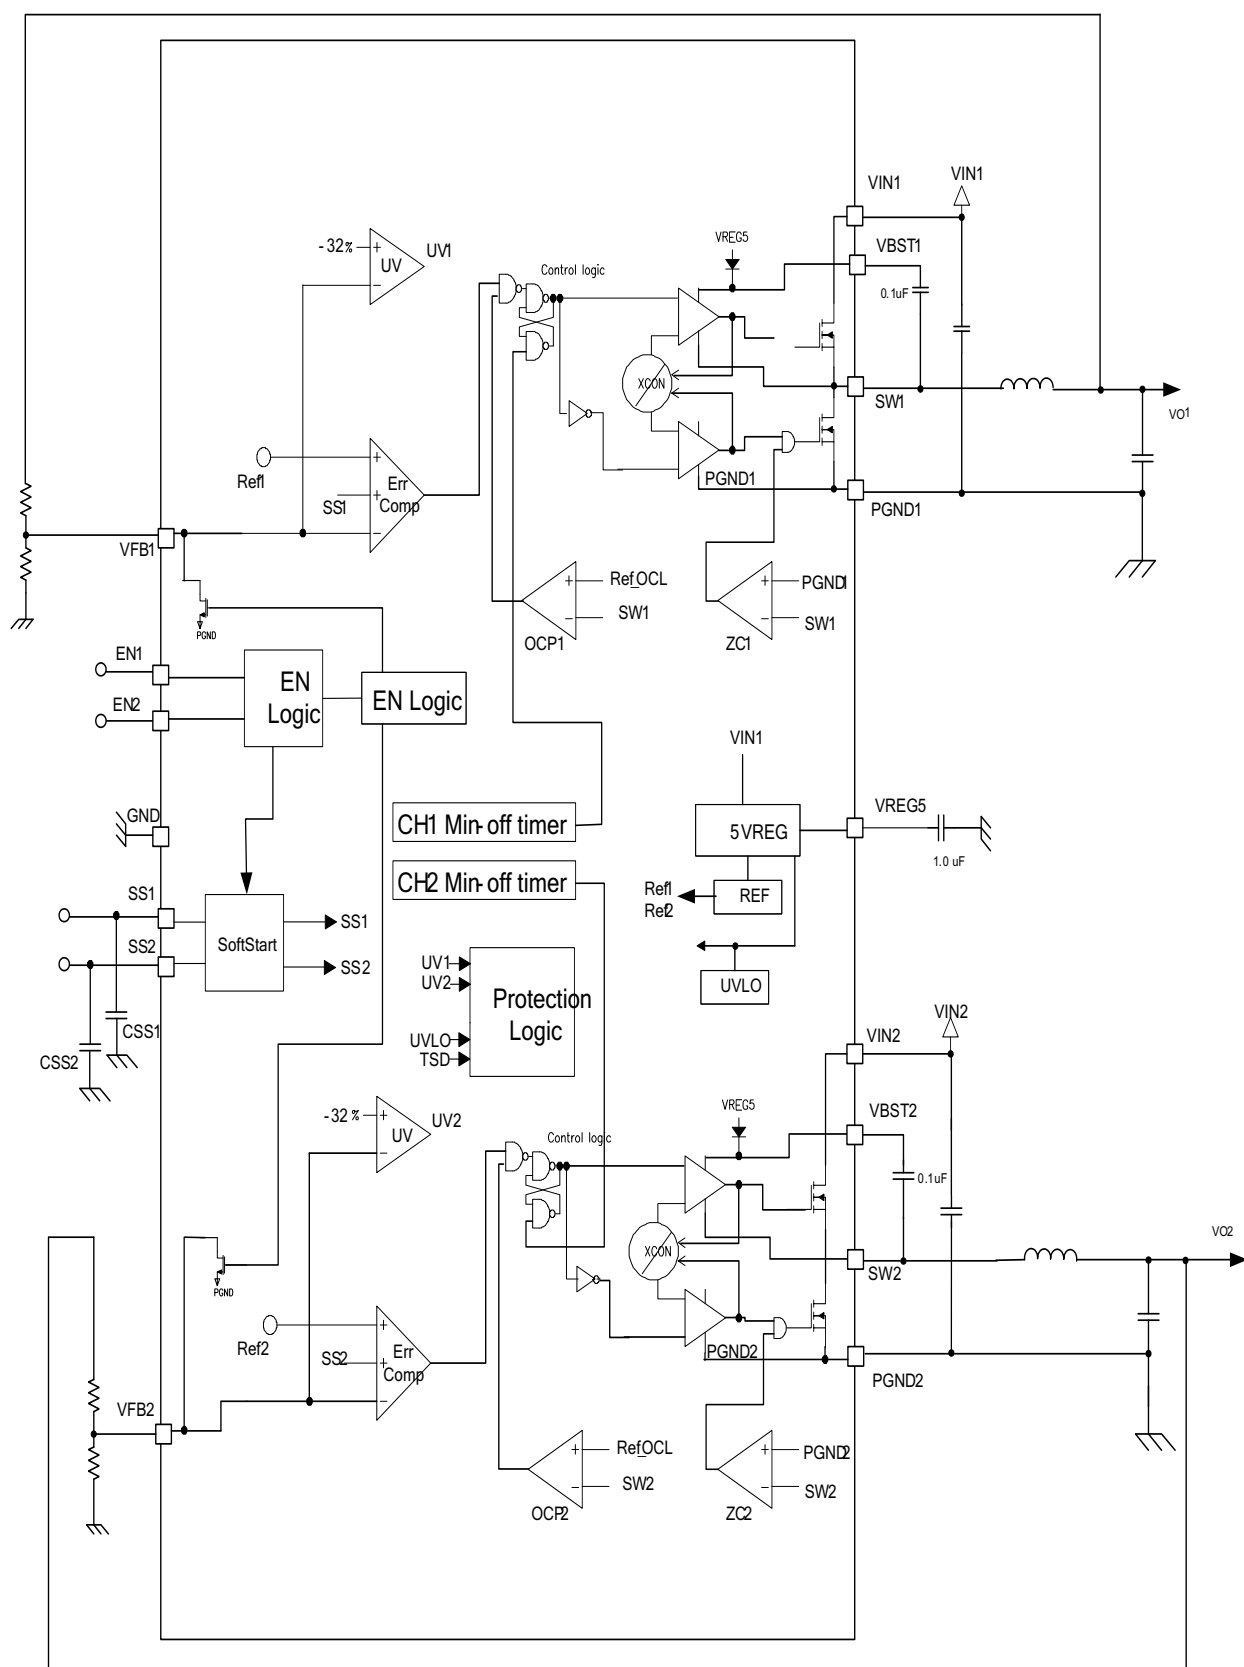 VIN1
VIN1
VREG5
VBST1
-32%
+
UV
UV1
-
Control logic
0.1uF
XCON
SW1
VO1
Ref1
+
SS1
+
Err
Comp
-
PGND1
PGND1
VFB1
+
Ref_OCL
-
SW1
OCP1
+
PGND1
-
SW1
ZC1
PGND
EN1
EN2
EN
Logic
EN Logic
VIN1
GND
CH1 Min-off timer
5VREG
VREG5
1.0 uF
CH2 Min-off timer
Ref1
Ref2
REF
SS1
SS2
SoftStart
SS1
SS2
UV1
UV2
UVLO
TSD
Protection
Logic
UVLO
CSS1
CSS2
VIN2
VIN2
VREG5
VBST2
-32%
+
UV
UV2
-
Control logic
0.1uF
XCON
SW2
VO2
PGND
Ref2
+
SS2
+
Err
Comp
-
PGND2
PGND2
VFB2
+
Ref_OCL
-
SW2
OCP2
+
PGND2
-
SW2
ZC2